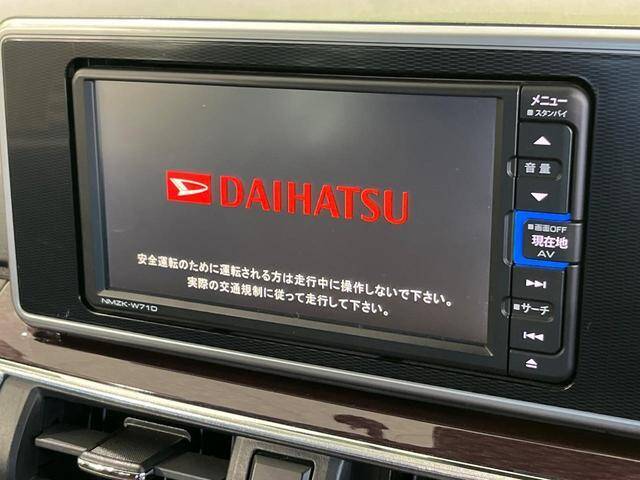 DAIHATSU
安全運転のために運転される方は走行中に操作しないで下さい。
実際の交通規制に従って走行して下さい。
NMZK-W71D
メニュー
スタンバイ
音量
画面OFF
現在地
AV
サーチ